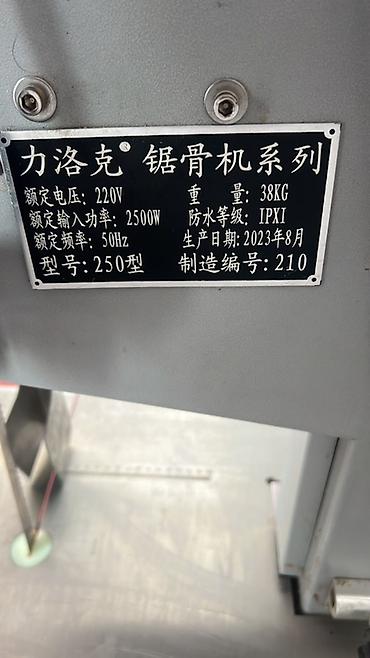 力洛克® 锯骨机系列
额定电压: 220V 重 量: 38KG
额定输入功率: 2500W 防水等级: IPXI
额定频率: 50Hz 生产日期: 2023年8月
型号: 250型 制造编号: 210